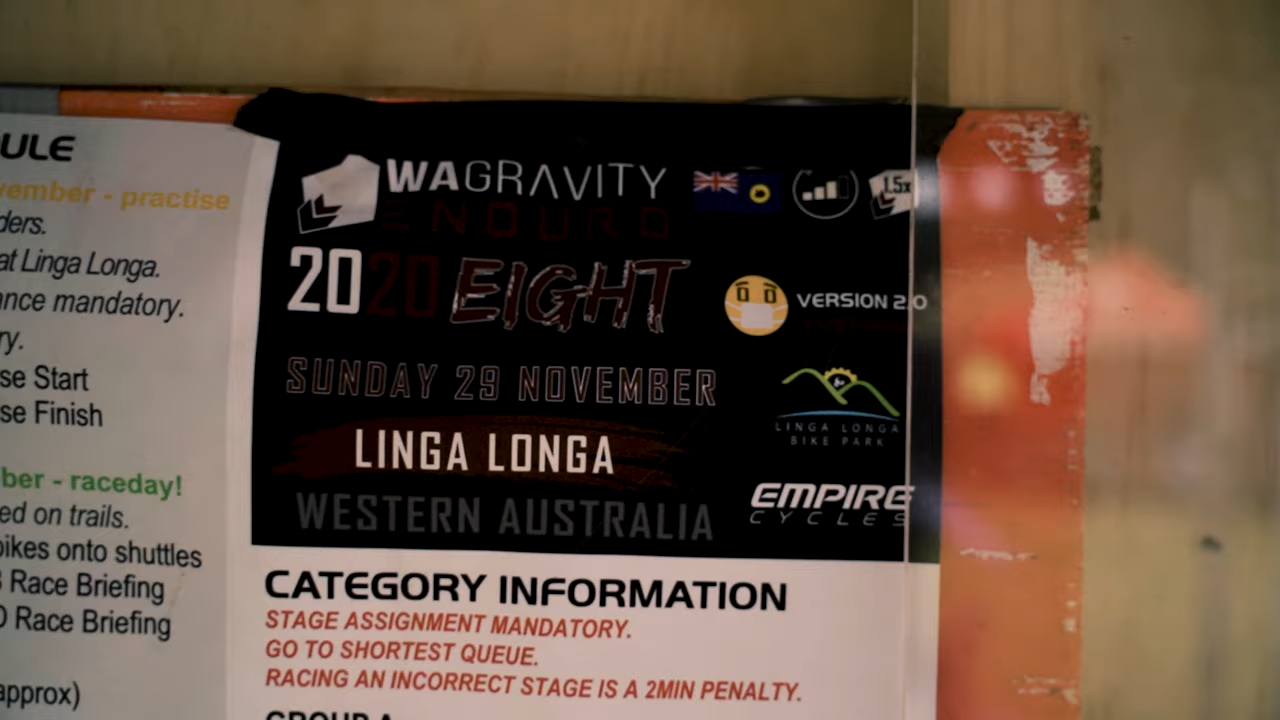 ULE
vember - practise
ders.
at Linga Longa.
ance mandatory.
ry.
se Start
se Finish
ber - raceday!
ed on trails.
bikes onto shuttles
Race Briefing
Race Briefing
approx)
WAGRAVITY
ENDURO
1.5x
2020 EIGHT
VERSION 2.0
SUNDAY 29 NOVEMBER
LINGA LONGA
WESTERN AUSTRALIA
LINGA LONGA
BIKE PARK
EMPIRE
CYCLES
CATEGORY INFORMATION
STAGE ASSIGNMENT MANDATORY.
GO TO SHORTEST QUEUE.
RACING AN INCORRECT STAGE IS A 2MIN PENALTY.
GROUP A